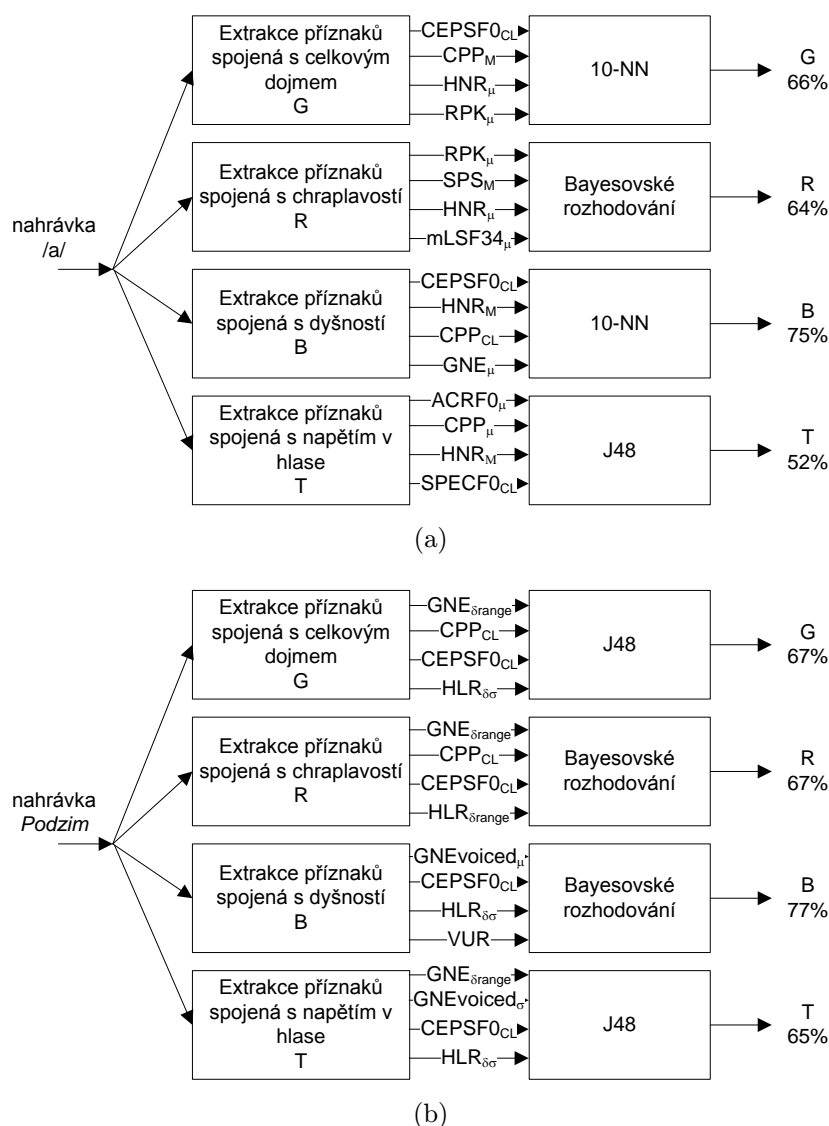 Extrakce příznaků
spojená s celkovým
dojmem
G
CEPSF0CL
CPPM
HNRμ
RPKμ
10-NN
G
66%
Extrakce příznaků
spojená s chraplavostí
R
RPKμ
SPSM
HNRμ
mLSF34μ
Bayesovské
rozhodování
R
64%
nahrávka
/a/
Extrakce příznaků
spojená s dyšností
B
CEPSF0CL
HNRM
CPPCL
GNEμ
10-NN
B
75%
Extrakce příznaků
spojená s napětím v
hlase
T
ACRF0μ
CPPμ
HNRM
SPECF0CL
J48
T
52%
(a)
Extrakce příznaků
spojená s celkovým
dojmem
G
GNEδrange
CPPCL
CEPSF0CL
HLRδσ
J48
G
67%
Extrakce příznaků
spojená s chraplavostí
R
GNEδrange
CPPCL
CEPSF0CL
HLRδrange
Bayesovské
rozhodování
R
67%
nahrávka
Podzim
Extrakce příznaků
spojená s dyšností
B
GNEvoicedμ
CEPSF0CL
HLRδσ
VUR
Bayesovské
rozhodování
B
77%
Extrakce příznaků
spojená s napětím v
hlase
T
GNEδrange
GNEvoicedσ
CEPSF0CL
HLRδσ
J48
T
65%
(b)